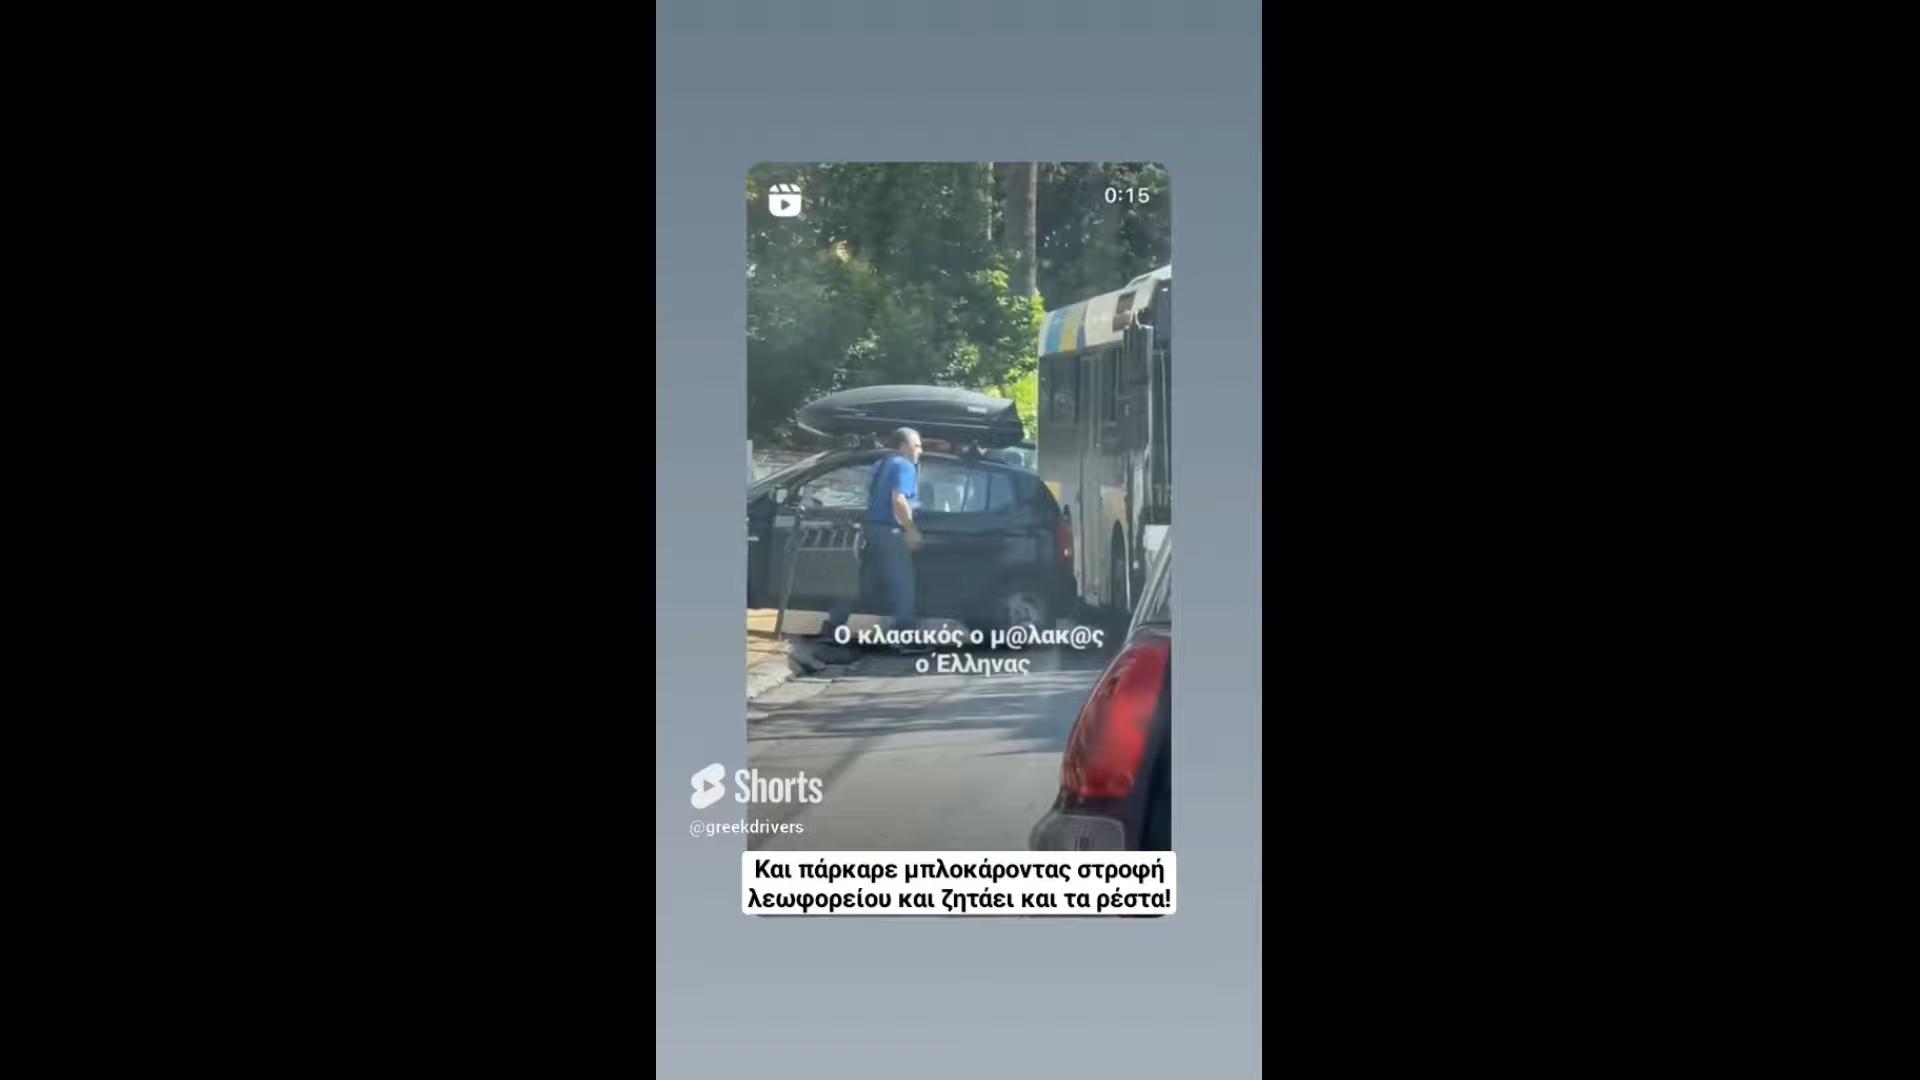 0:15
Ο κλασικός ο μ@λακ@ς
ο Έλληνας
Shorts
@greekdrivers
Και πάρκαρε μπλοκάροντας στροφή
λεωφορείου και ζητάει και τα ρέστα!